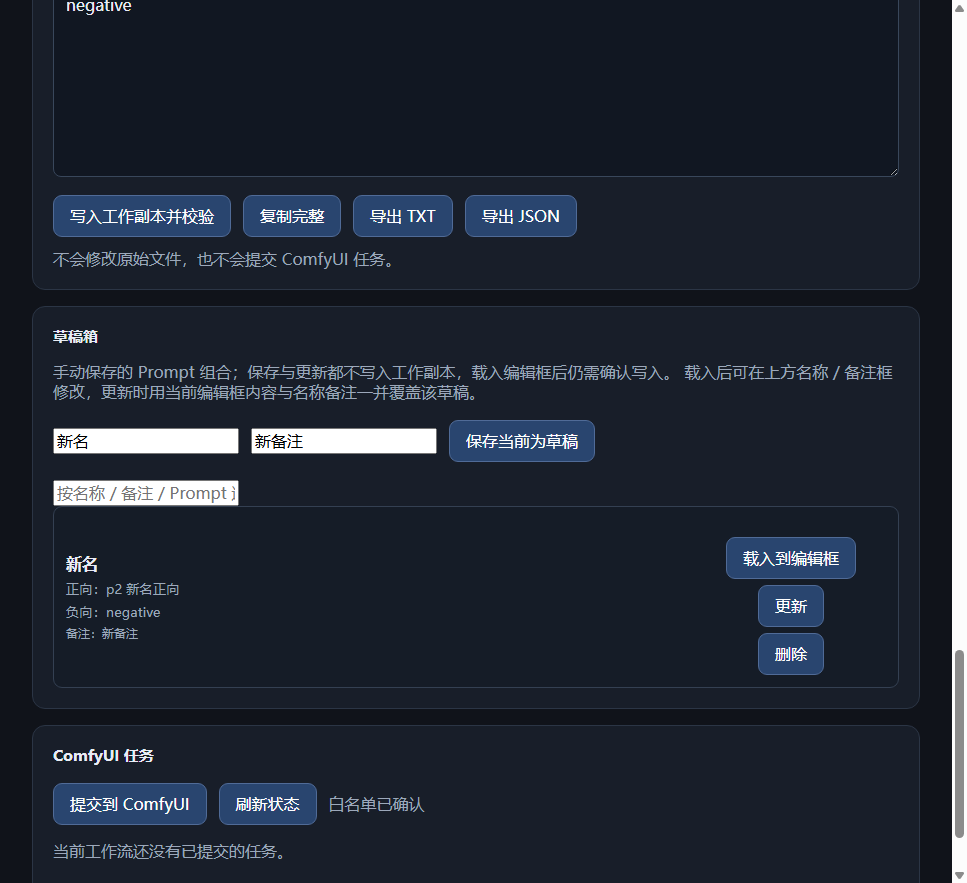 negative
写入工作副本并校验 复制完整 导出 TXT 导出 JSON
不会修改原始文件，也不会提交 ComfyUI 任务。
草稿箱
手动保存的 Prompt 组合；保存与更新都不写入工作副本，载入编辑框后仍需确认写入。 载入后可在上方名称 / 备注框
修改，更新时用当前编辑框内容与名称备注一并覆盖该草稿。
新名 新备注 保存当前为草稿
按名称 / 备注 / Prompt
新名
正向：p2 新名正向
负向：negative
备注：新备注
载入到编辑框
更新
删除
ComfyUI 任务
提交到 ComfyUI 刷新状态 白名单已确认
当前工作流还没有已提交的任务。